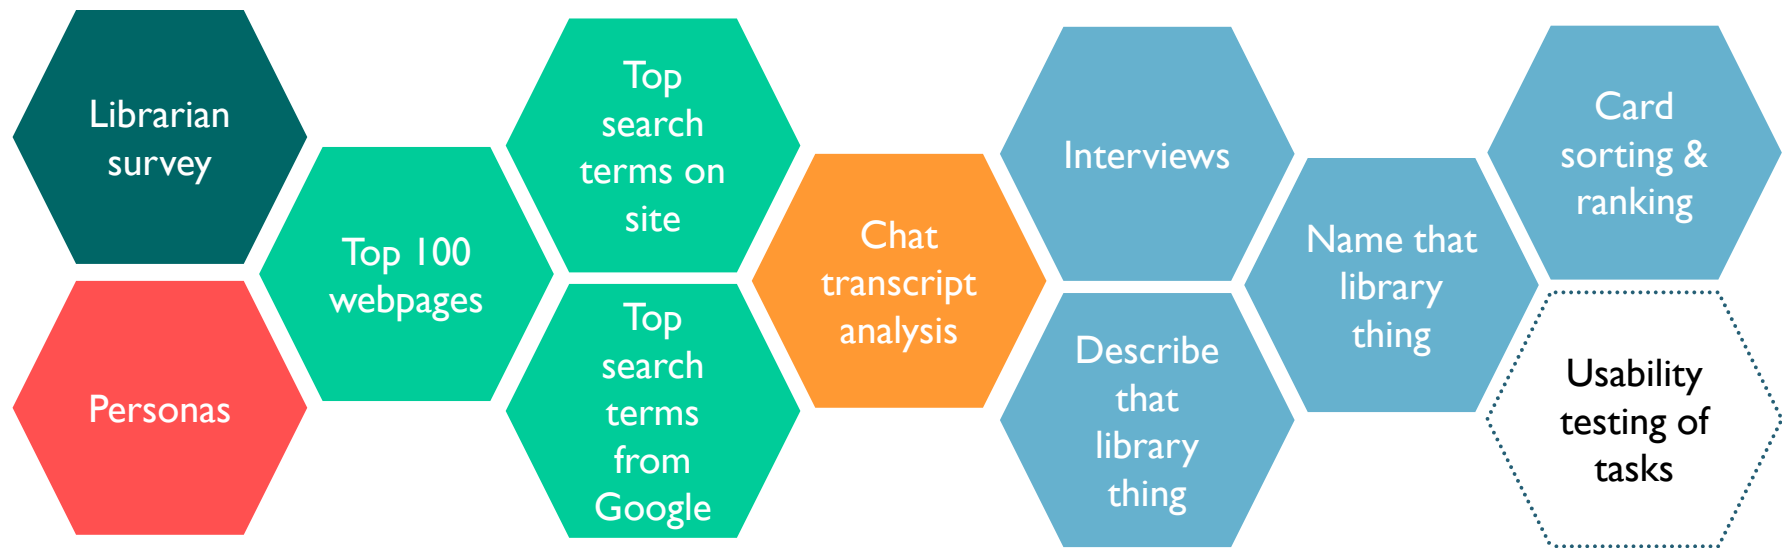 Librarian
survey
Personas
Top 100
webpages
Top
search
terms on
site
Top
search
terms
from
Google
Chat
transcript
analysis
Interviews
Describe
that
library
thing
Name that
library
thing
Card
sorting &
ranking
Usability
testing of
tasks